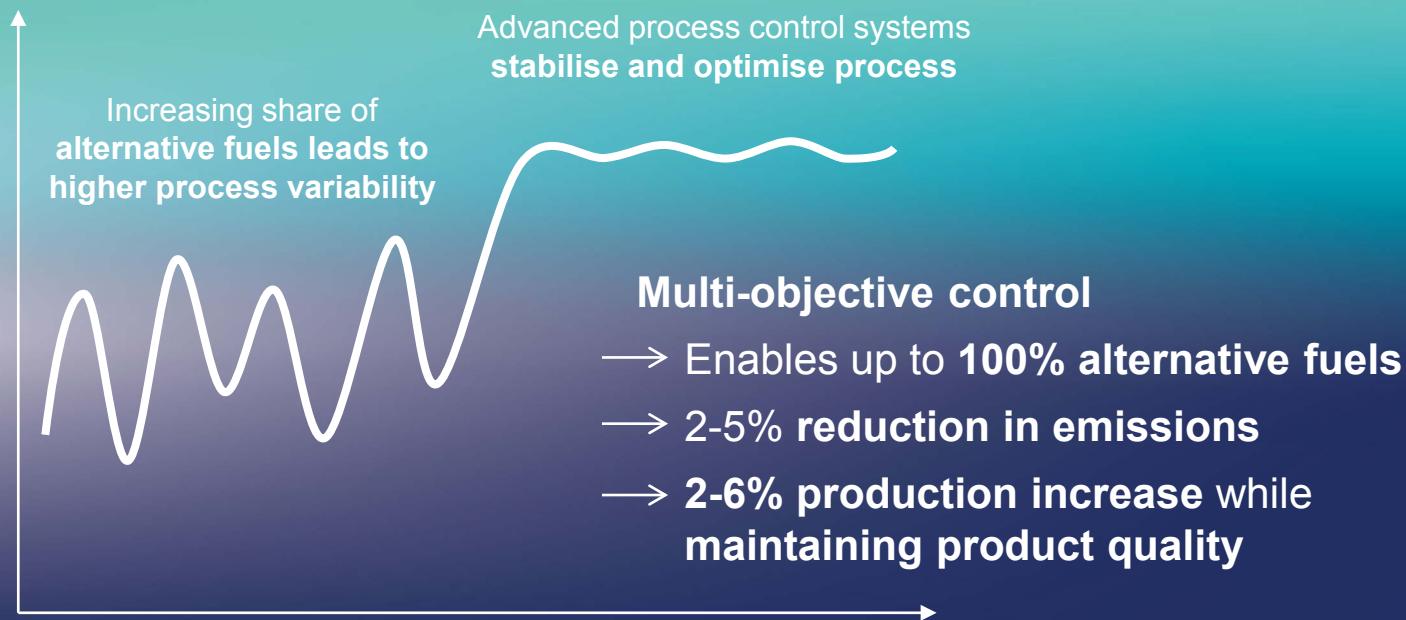 Advanced process control systems
stabilise and optimise process
Increasing share of
alternative fuels leads to
higher process variability
Multi-objective control
Enables up to 100% alternative fuels
2-5% reduction in emissions
2-6% production increase while
maintaining product quality